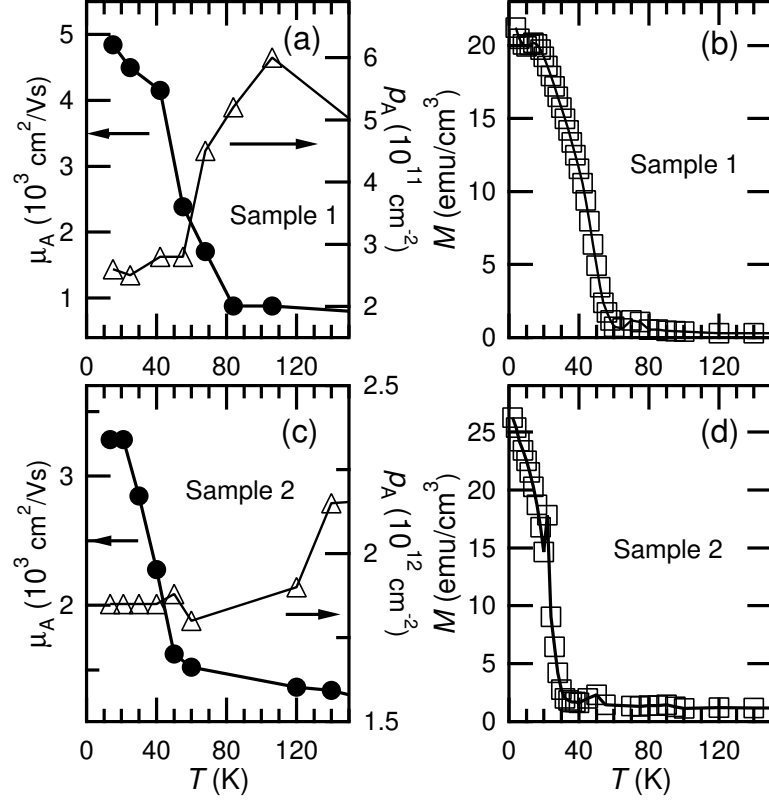 (a)
5
4
3
2
1
μA (10³ cm²/Vs)
6
5
4
3
2
pA (10¹¹ cm⁻²)
Sample 1
0
40
80
120
(b)
20
15
10
5
0
M (emu/cm³)
Sample 1
0
40
80
120
(c)
3
2
μA (10³ cm²/Vs)
2.5
2.0
1.5
pA (10¹² cm⁻²)
Sample 2
0
40
80
120
T (K)
(d)
25
20
15
10
5
0
M (emu/cm³)
Sample 2
0
40
80
120
T (K)